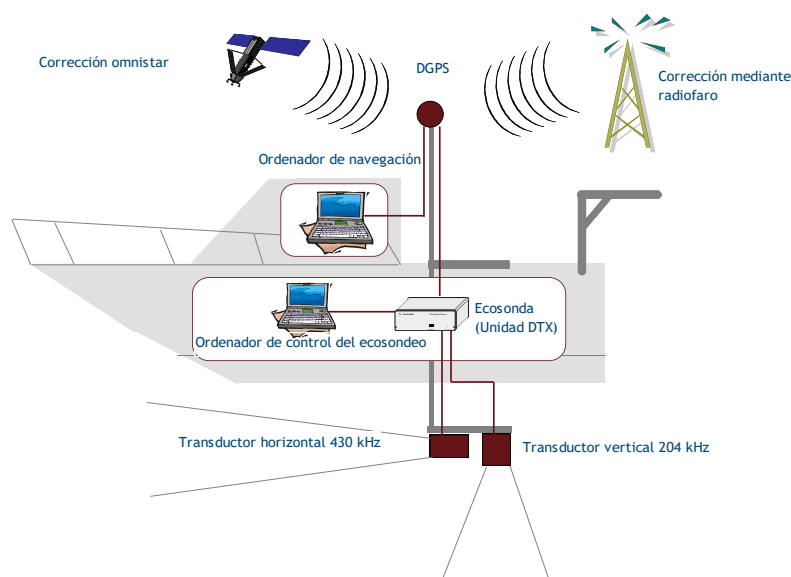 Corrección omnistar
DGPS
Corrección mediante
radiofaro
Ordenador de navegación
Ecosonda
(Unidad DTX)
Ordenador de control del ecosondeo
Transductor horizontal 430 kHz
Transductor vertical 204 kHz